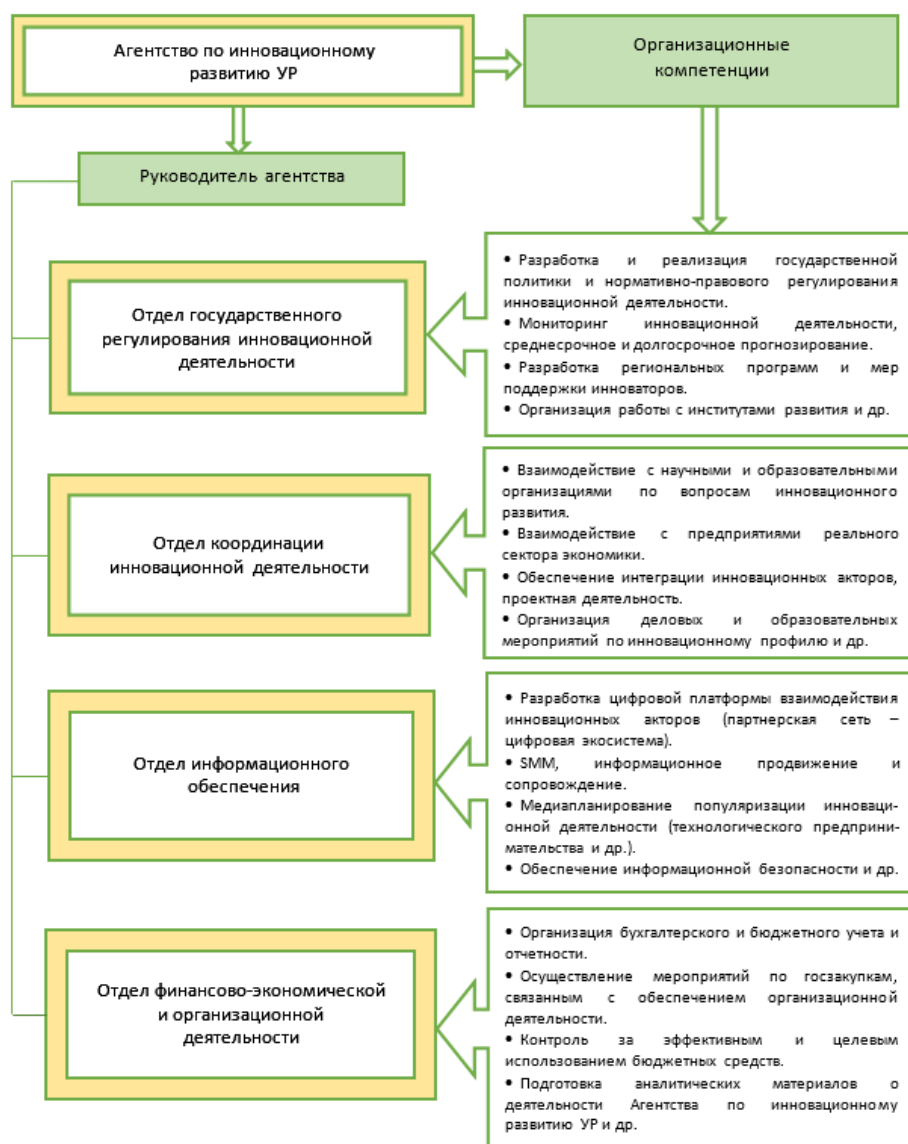 Агентство по инновационному
развитию УР
Организационные
компетенции
Руководитель агентства
Отдел государственного
регулирования инновационной
деятельности
• Разработка и реализация государственной
политики и нормативно-правового регулирования
инновационной деятельности.
• Мониторинг инновационной деятельности,
среднесрочное и долгосрочное прогнозирование.
• Разработка региональных программ и мер
поддержки инноваторов.
• Организация работы с институтами развития и др.
Отдел координации
инновационной деятельности
• Взаимодействие с научными и образовательными
организациями по вопросам инновационного
развития.
• Взаимодействие с предприятиями реального
сектора экономики.
• Обеспечение интеграции инновационных акторов,
проектная деятельность.
• Организация деловых и образовательных
мероприятий по инновационному профилю и др.
Отдел информационного
обеспечения
• Разработка цифровой платформы взаимодействия
инновационных акторов (партнерская сеть –
цифровая экосистема).
• SMM, информационное продвижение и
сопровождение.
• Медиапланирование популяризации инноваци-
онной деятельности (технологического предприни-
мательства и др.).
• Обеспечение информационной безопасности и др.
Отдел финансово-экономической
и организационной
деятельности
• Организация бухгалтерского и бюджетного учета и
отчетности.
• Осуществление мероприятий по госзакупкам,
связанным с обеспечением организационной
деятельности.
• Контроль за эффективным и целевым
использованием бюджетных средств.
• Подготовка аналитических материалов о
деятельности Агентства по инновационному
развитию УР и др.